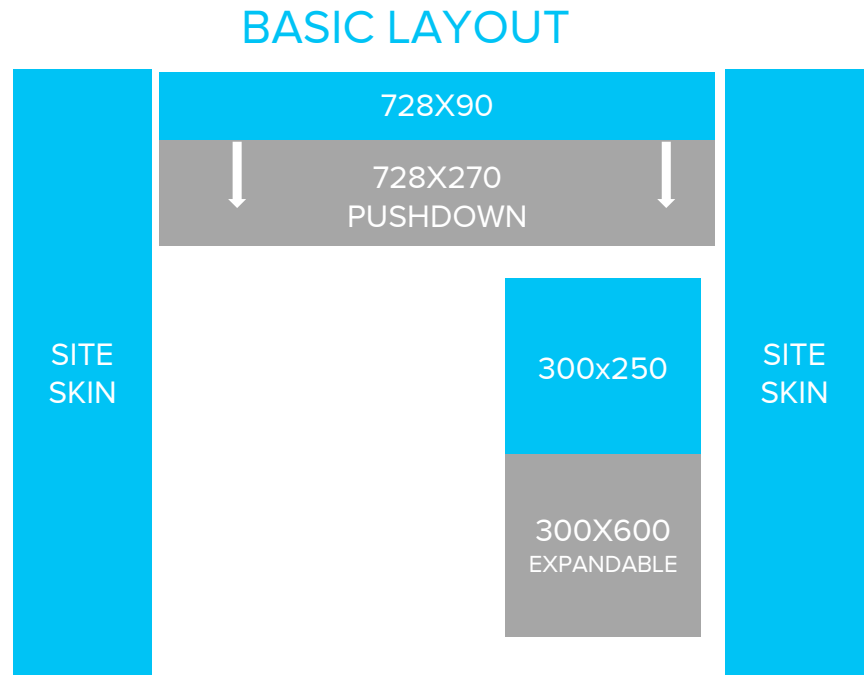 BASIC LAYOUT
728X90
728X270
PUSHDOWN
SITE
SKIN
300x250
SITE
SKIN
300X600
EXPANDABLE